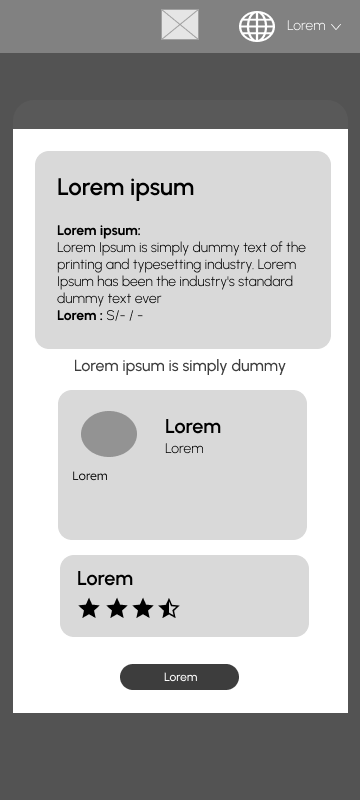 Lorem
Lorem ipsum
Lorem ipsum:
Lorem Ipsum is simply dummy text of the
printing and typesetting industry. Lorem
Ipsum has been the industry's standard
dummy text ever
Lorem : S/- / -
Lorem ipsum is simply dummy
Lorem
Lorem
Lorem
Lorem
Lorem